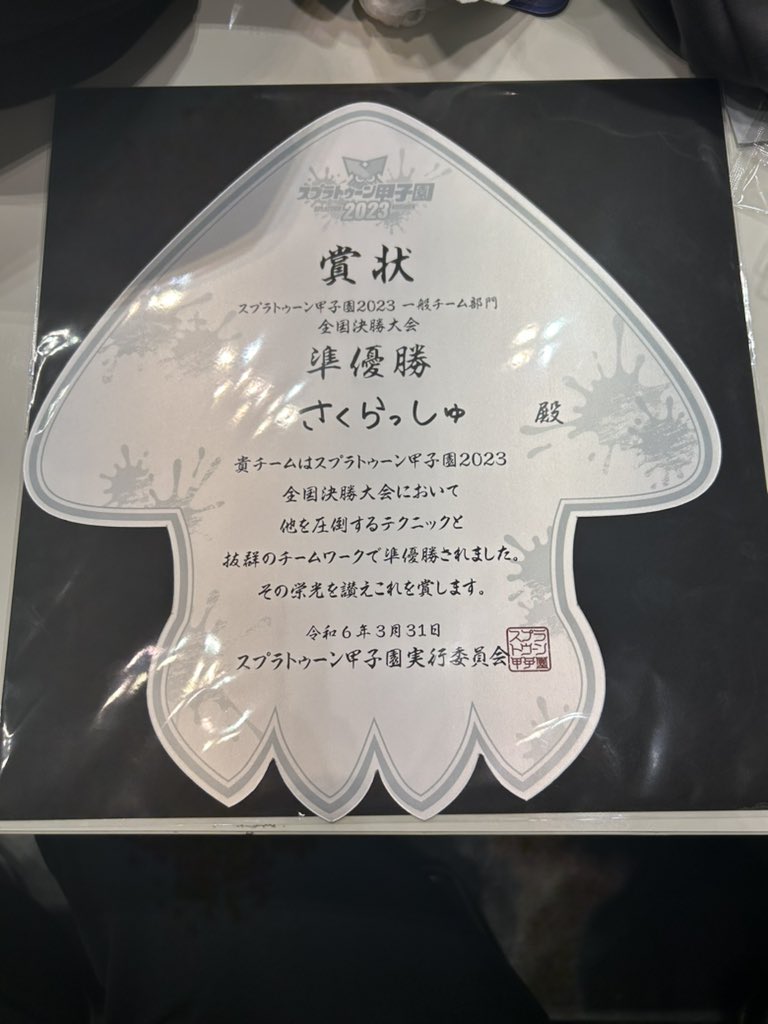 スプラトゥーン甲子園
2023
賞状
スプラトゥーン甲子園2023 一般チーム部門
全国決勝大会
準優勝
さくらっしゅ 殿
貴チームはスプラトゥーン甲子園2023
全国決勝大会において
他を圧倒するテクニックと
抜群のチームワークで準優勝されました。
その栄光を讃えこれを賞します。
令和6年3月31日
スプラトゥーン甲子園実行委員会
スプラ
トゥーン
甲子園